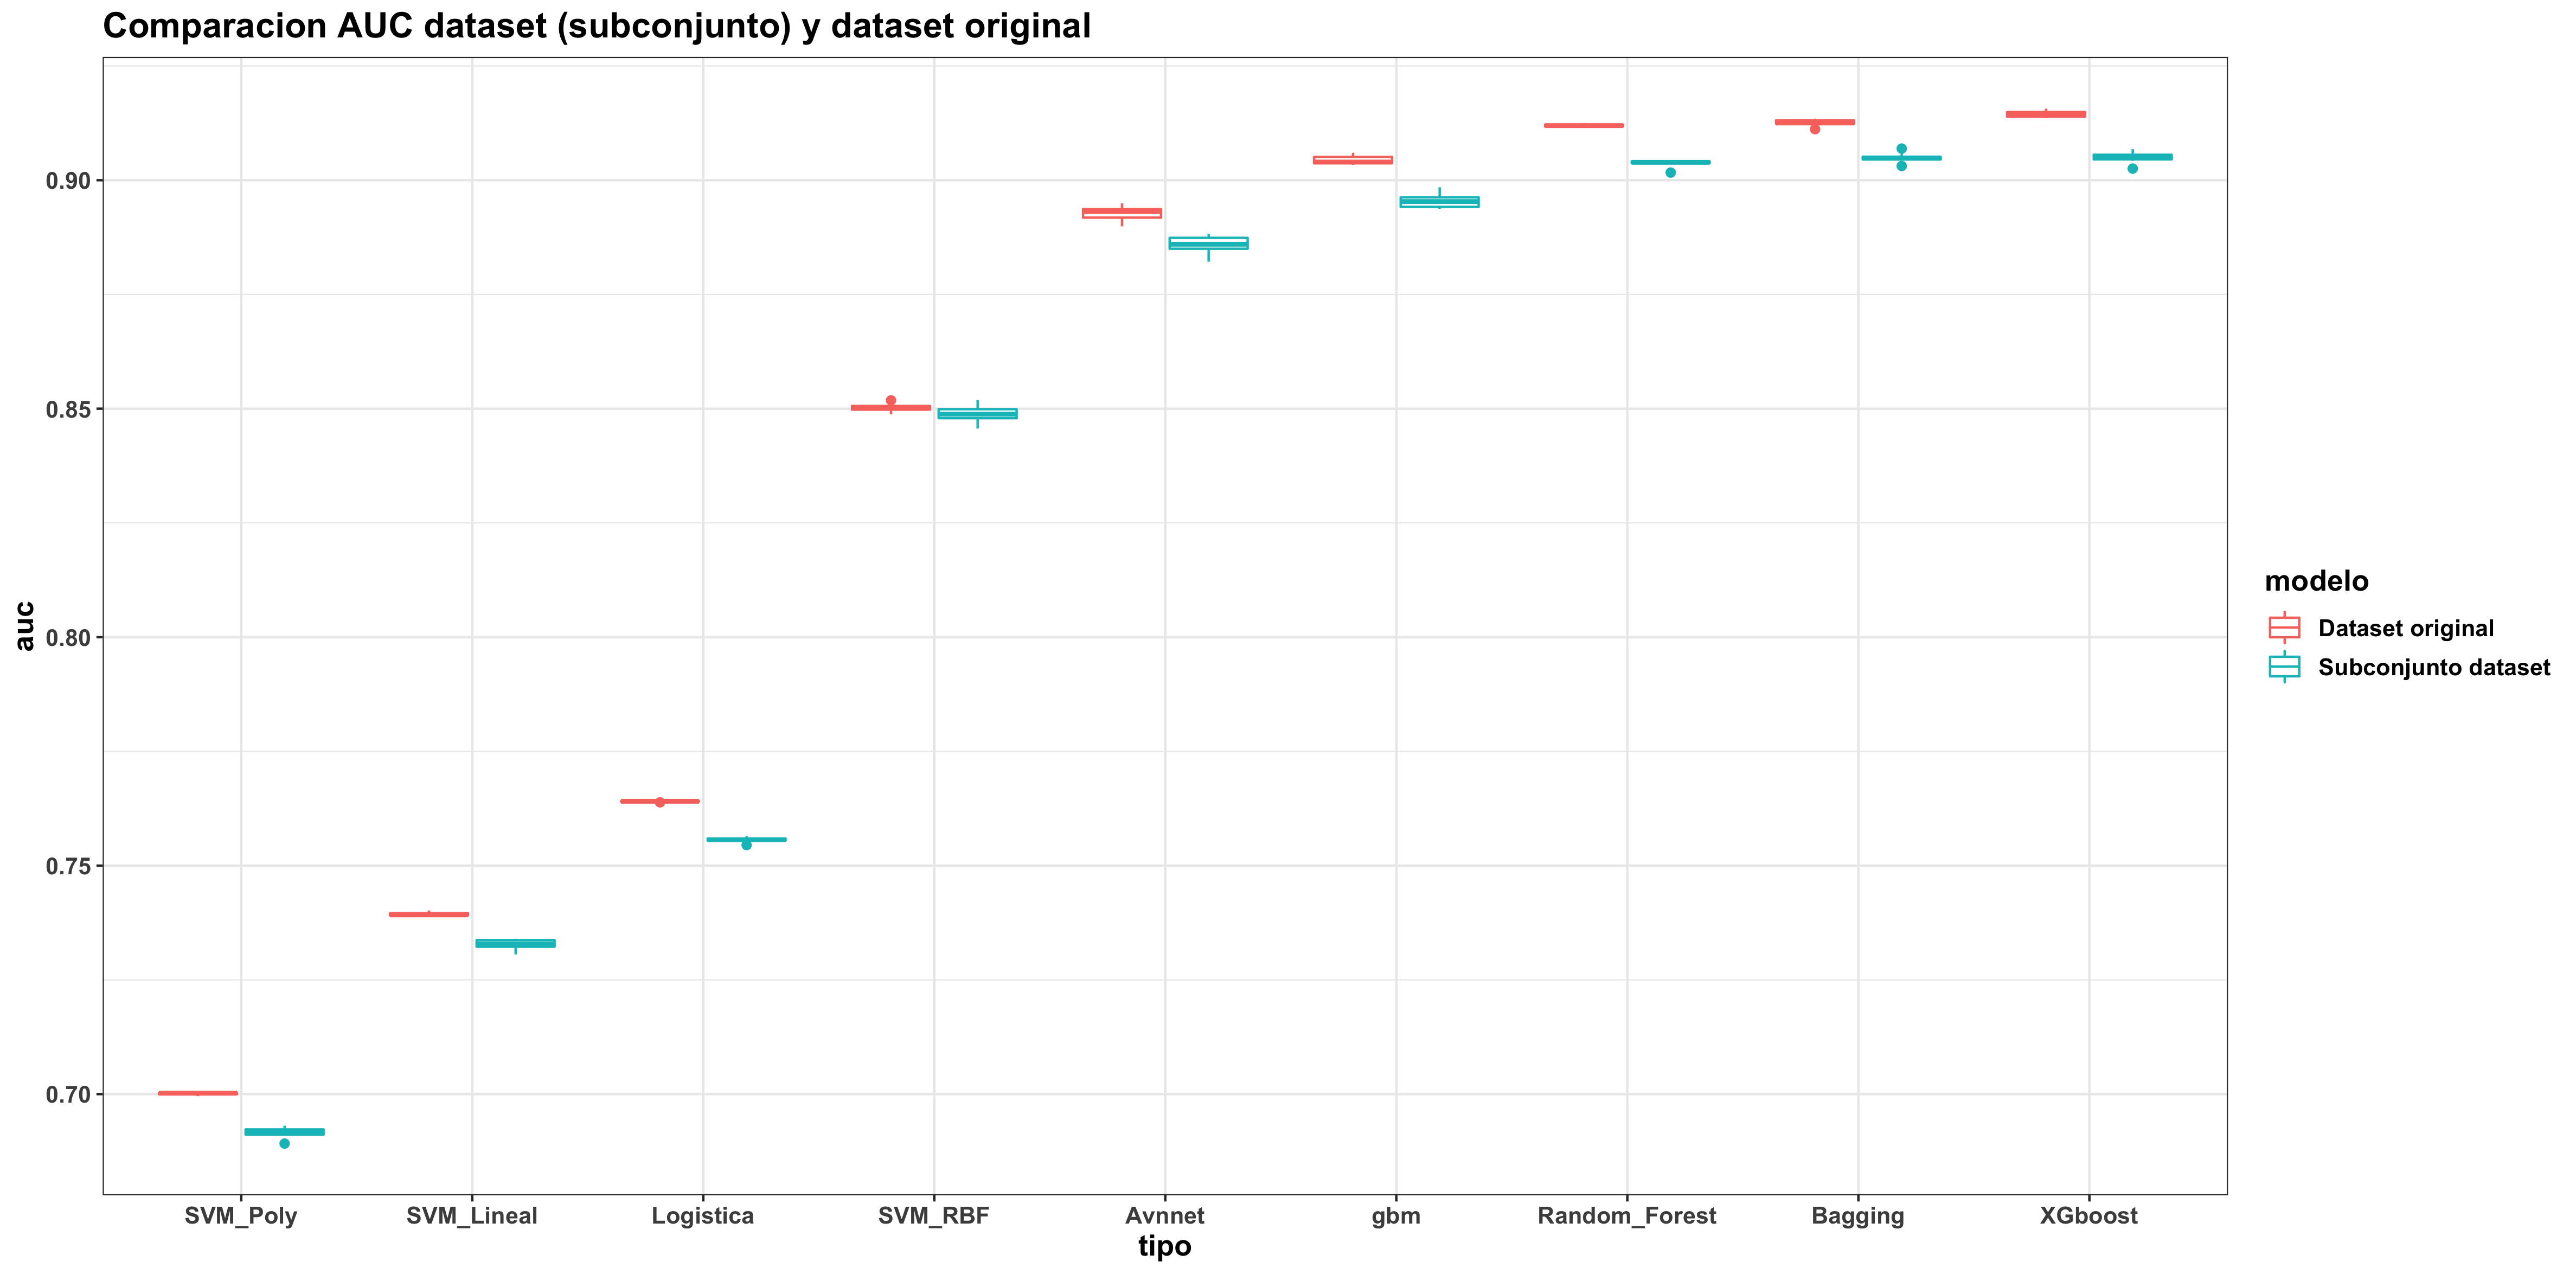 Comparacion AUC dataset (subconjunto) y dataset original
auc
0.90
0.85
0.80
0.75
0.70
SVM_Poly
SVM_Lineal
Logistica
SVM_RBF
Avnnet
gbm
Random_Forest
Bagging
XGboost
tipo
modelo
Dataset original
Subconjunto dataset